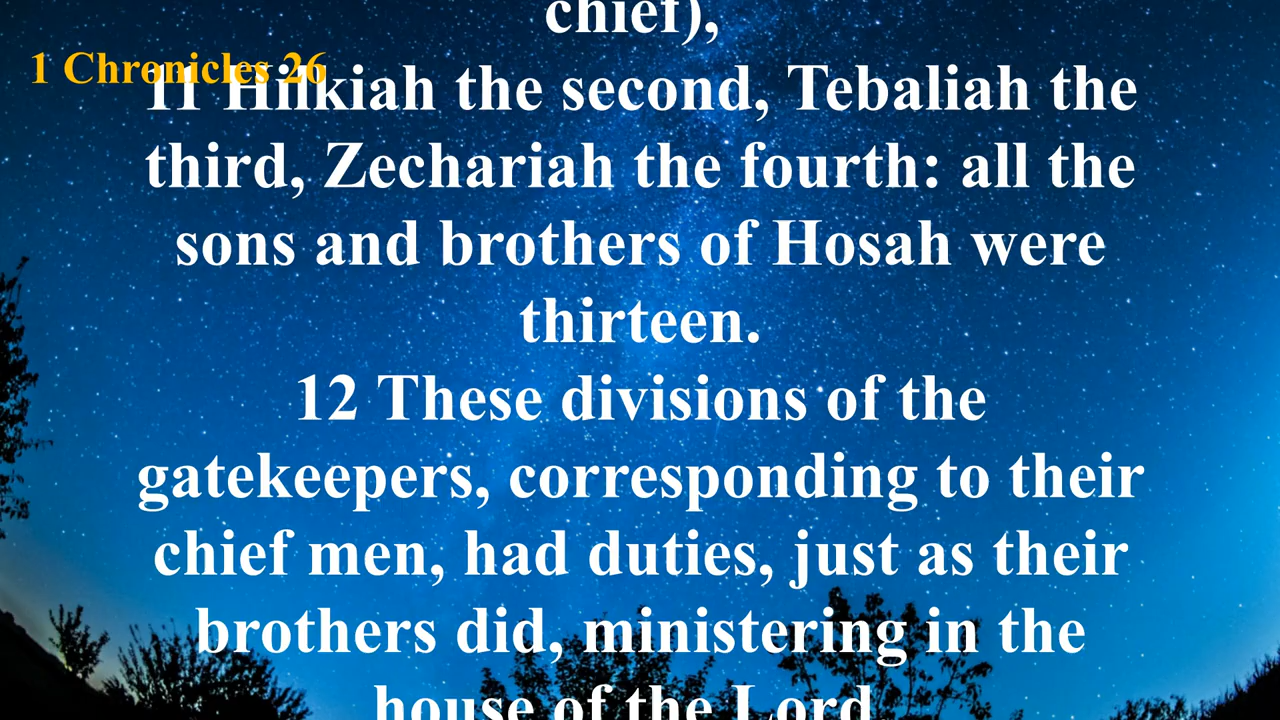 chief),
1 Chronicles 26
11 Hilkiah the second, Tebaliah the
third, Zechariah the fourth: all the
sons and brothers of Hosah were
thirteen.
12 These divisions of the
gatekeepers, corresponding to their
chief men, had duties, just as their
brothers did, ministering in the
house of the Lord.